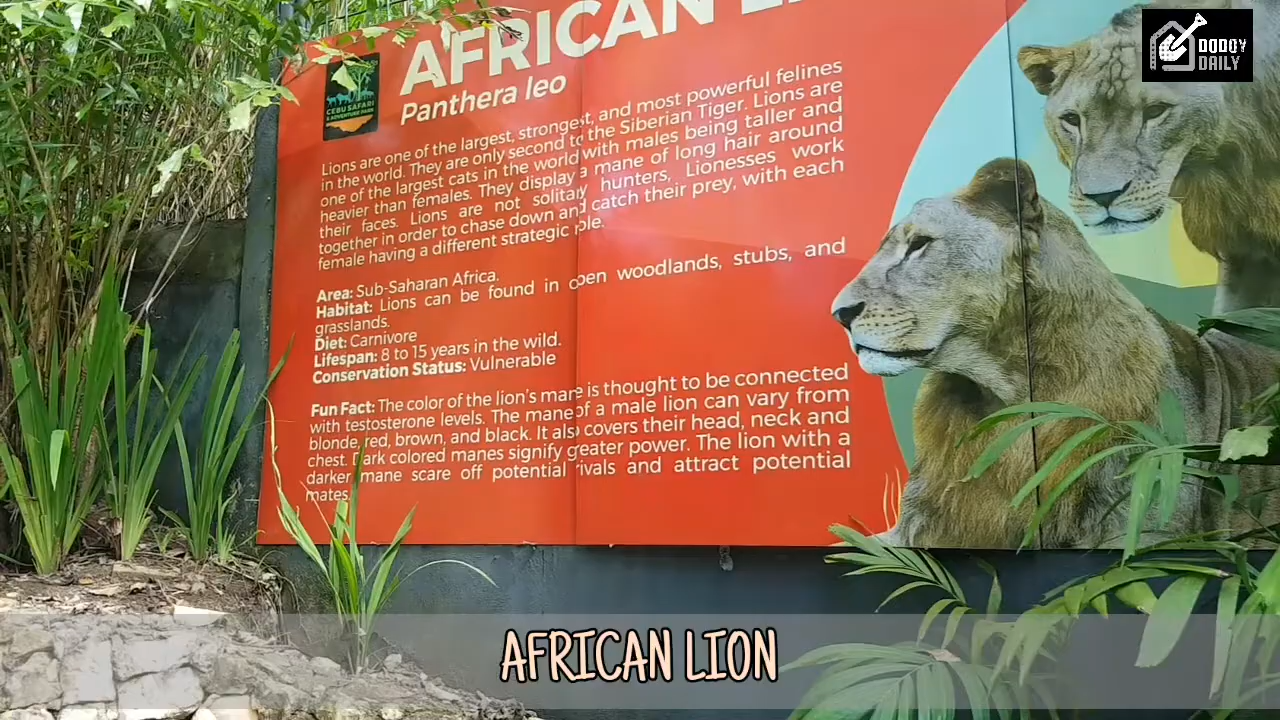 DODOY
DAILY
AFRICAN
Panthera leo
CEBU SAFARI
& ADVENTURE PARK
Lions are one of the largest, strongest, and most powerful felines
in the world. They are only second to the Siberian Tiger. Lions are
one of the largest cats in the world with males being taller and
heavier than females. They display a mane of long hair around
their faces. Lions are not solitary hunters, Lionesses work
together in order to chase down and catch their prey, with each
female having a different strategic role.
Area: Sub-Saharan Africa.
Habitat: Lions can be found in open woodlands, stubs, and
grasslands.
Diet: Carnivore
Lifespan: 8 to 15 years in the wild.
Conservation Status: Vulnerable
Fun Fact: The color of the lion's mane is thought to be connected
with testosterone levels. The mane of a male lion can vary from
blonde, red, brown, and black. It also covers their head, neck and
chest. Dark colored manes signify greater power. The lion with a
darker mane scare off potential rivals and attract potential
mates.
AFRICAN LION